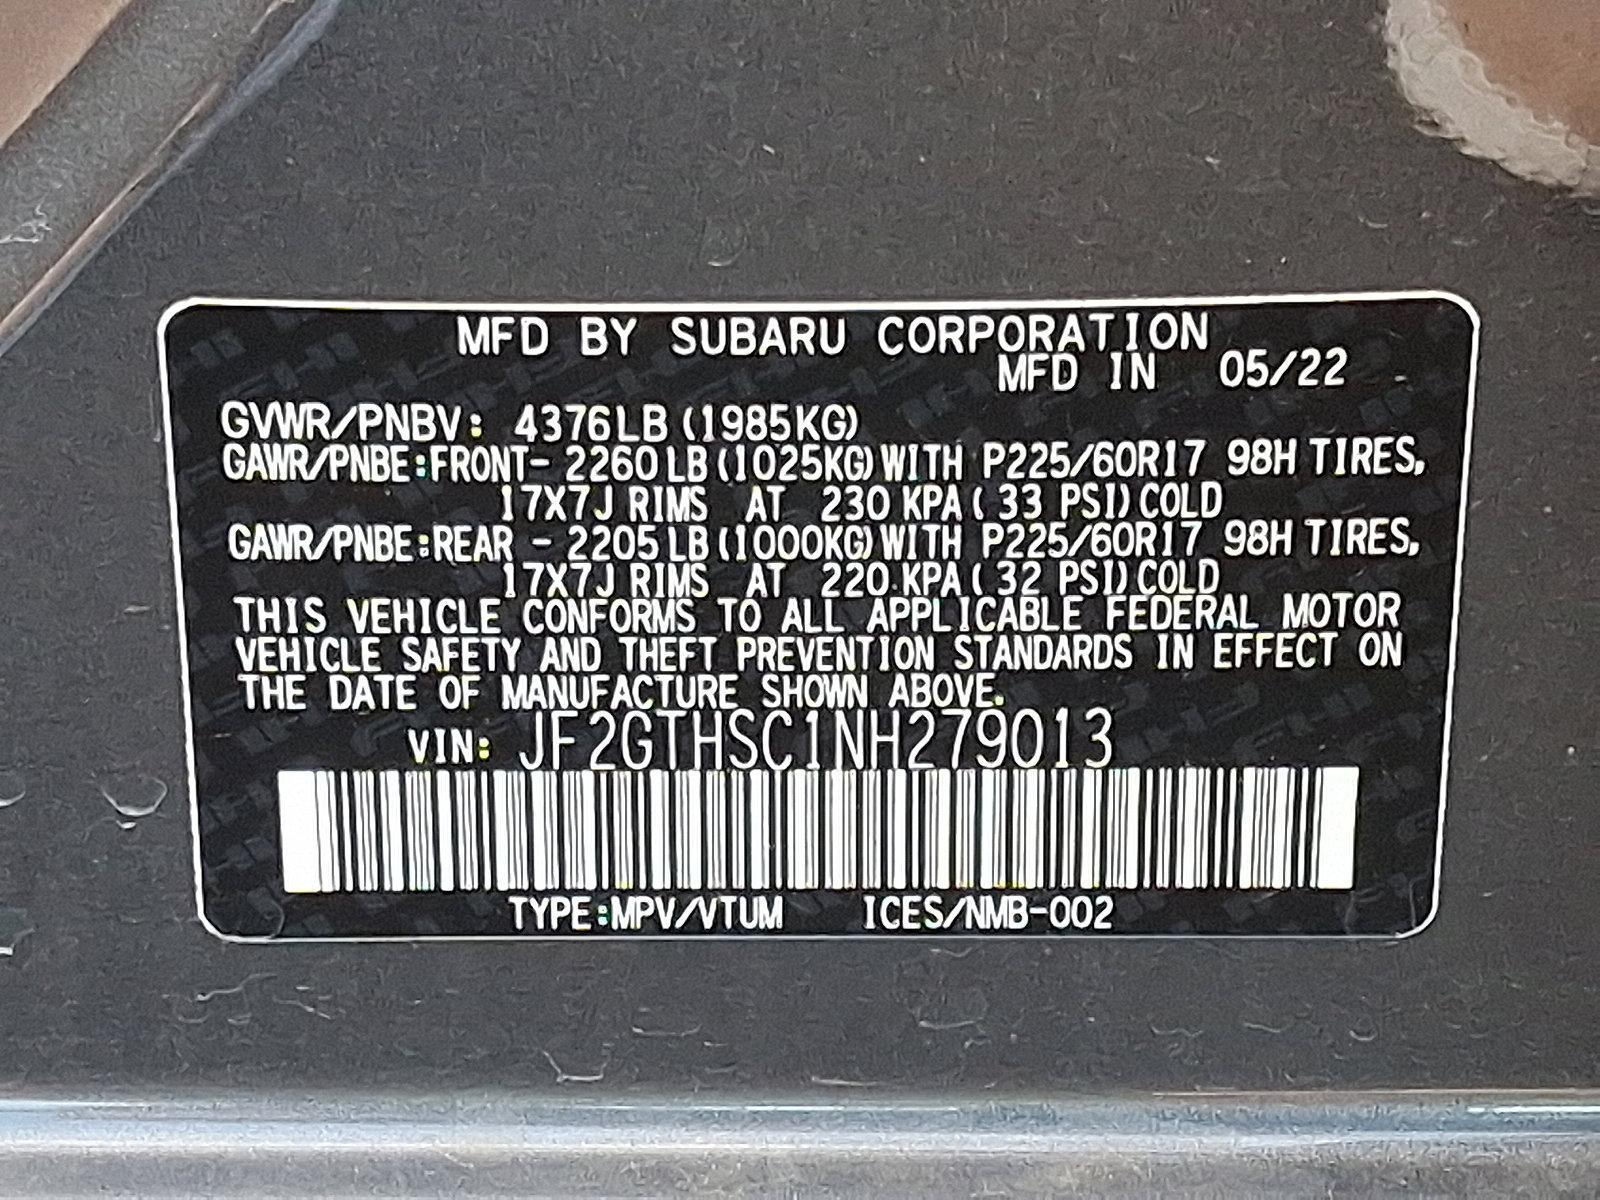 MFD BY SUBARU CORPORATION
MFD IN 05/22
GVWR/PNBV: 4376LB (1985KG)
GAWR/PNBE:FRONT- 2260 LB (1025KG) WITH P225/60R17 98H TIRES,
17X7J RIMS AT 230 KPA ( 33 PSI) COLD
GAWR/PNBE:REAR - 2205 LB (1000KG) WITH P225/60R17 98H TIRES,
17X7J RIMS AT 220 KPA ( 32 PSI) COLD
THIS VEHICLE CONFORMS TO ALL APPLICABLE FEDERAL MOTOR
VEHICLE SAFETY AND THEFT PREVENTION STANDARDS IN EFFECT ON
THE DATE OF MANUFACTURE SHOWN ABOVE.
VIN: JF2GTHSC1NH279013
TYPE:MPV/VTUM ICES/NMB-002